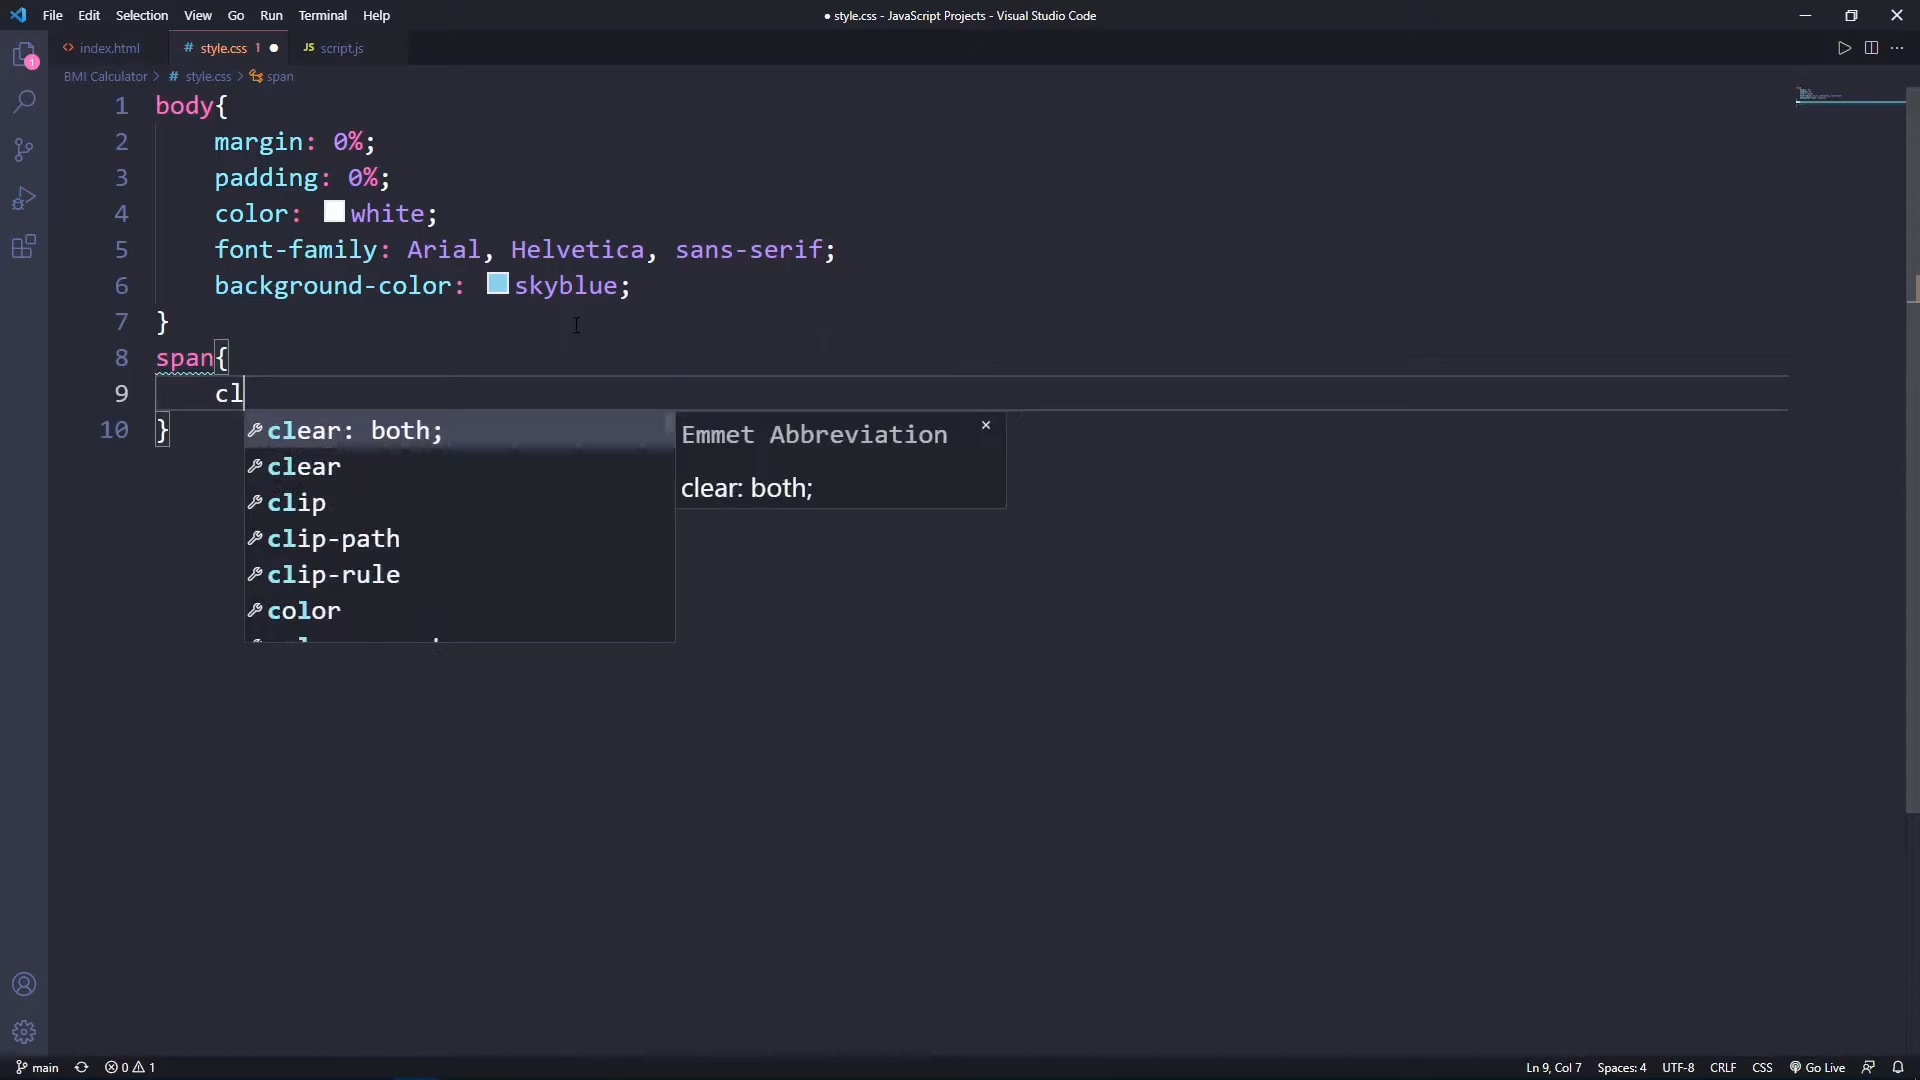 File Edit Selection View Go Run Terminal Help
● style.css - JavaScript Projects - Visual Studio Code
index.html # style.css 1 ● JS script.js
1
BMI Calculator > # style.css > span
1 body{
2 margin: 0%;
3 padding: 0%;
4 color: white;
5 font-family: Arial, Helvetica, sans-serif;
6 background-color: skyblue;
7 }
8 span{
9 cl
10 }
clear: both;
clear
clip
clip-path
clip-rule
color
Emmet Abbreviation
clear: both;
main 0 1 Ln 9, Col 7 Spaces: 4 UTF-8 CRLF CSS Go Live